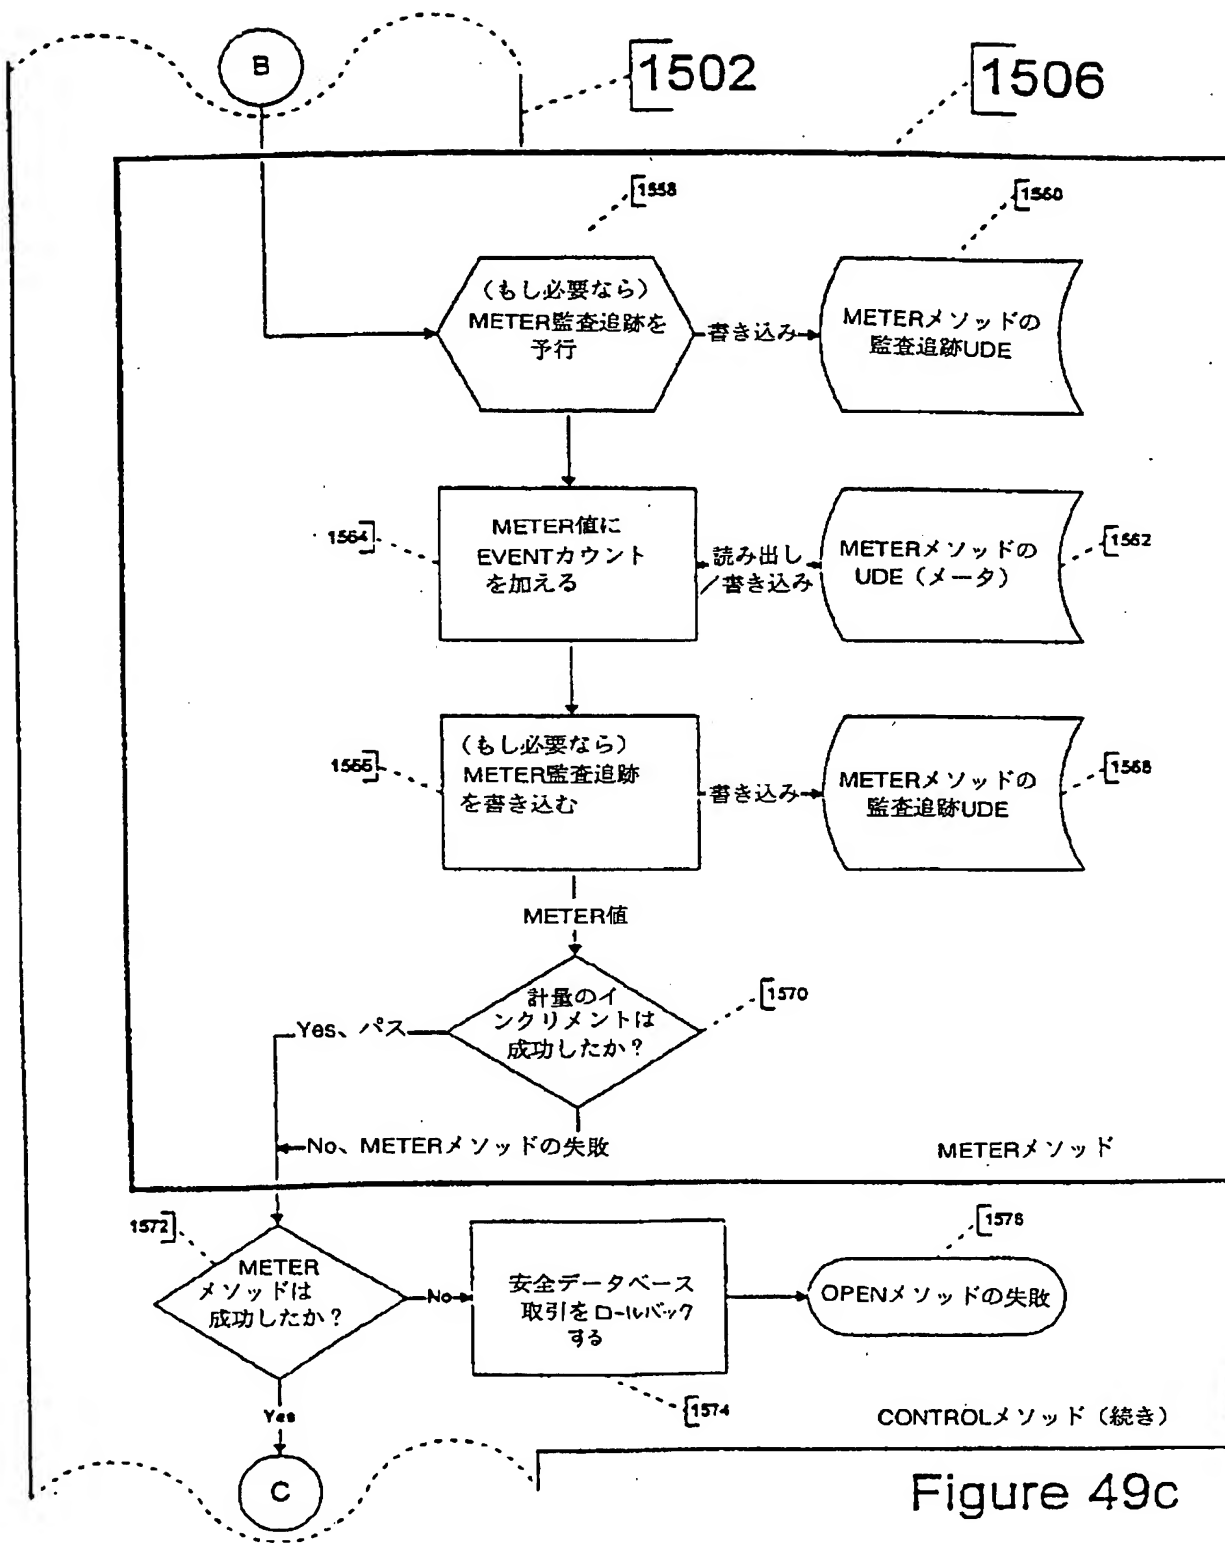 B
1502
1506
1558
1560
(もし必要なら)
METER監査追跡を
予行
書き込み
METERメソッドの
監査追跡UDE
1564
METER値に
EVENTカウント
を加える
読み出し
/書き込み
METERメソッドの
UDE(メータ)
1562
1566
(もし必要なら)
METER監査追跡
を書き込む
書き込み
METERメソッドの
監査追跡UDE
1568
METER値
計量のイ
ンクリメントは
成功したか?
1570
Yes、パス
No、METERメソッドの失敗
METERメソッド
1572
METER
メソッドは
成功したか?
No
安全データベース
取引をロールバック
する
1576
OPENメソッドの失敗
1574
Yes
CONTROLメソッド(続き)
C
Figure 49c